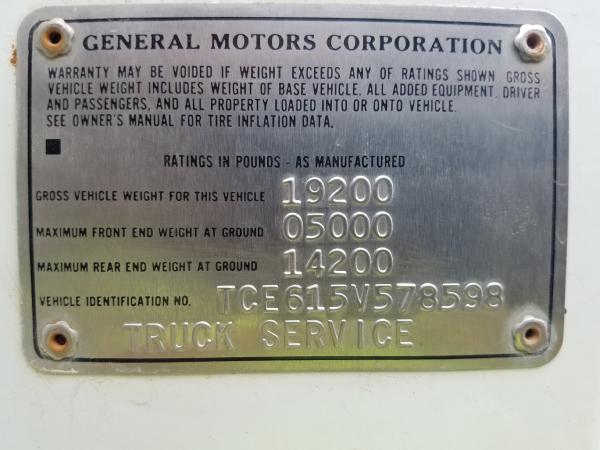 GENERAL MOTORS CORPORATION
WARRANTY MAY BE VOIDED IF WEIGHT EXCEEDS ANY OF RATINGS SHOWN GROSS
VEHICLE WEIGHT INCLUDES WEIGHT OF BASE VEHICLE, ALL ADDED EQUIPMENT, DRIVER
AND PASSENGERS, AND ALL PROPERTY LOADED INTO OR ONTO VEHICLE.
SEE OWNER'S MANUAL FOR TIRE INFLATION DATA.
RATINGS IN POUNDS - AS MANUFACTURED
GROSS VEHICLE WEIGHT FOR THIS VEHICLE 19200
MAXIMUM FRONT END WEIGHT AT GROUND 05000
MAXIMUM REAR END WEIGHT AT GROUND 14200
VEHICLE IDENTIFICATION NO. TCE615V578598
TRUCK SERVICE